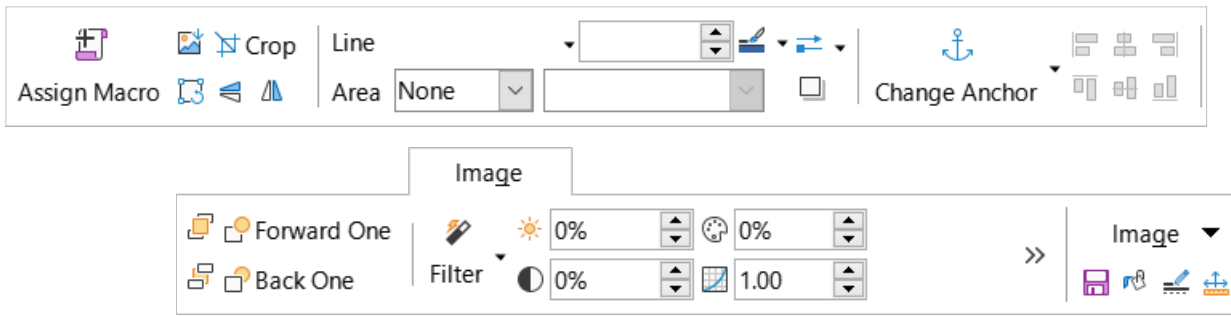 Crop Line
Assign Macro Area None Change Anchor
Image
Forward One 0% 0% Image
Back One Filter 0% 1.00